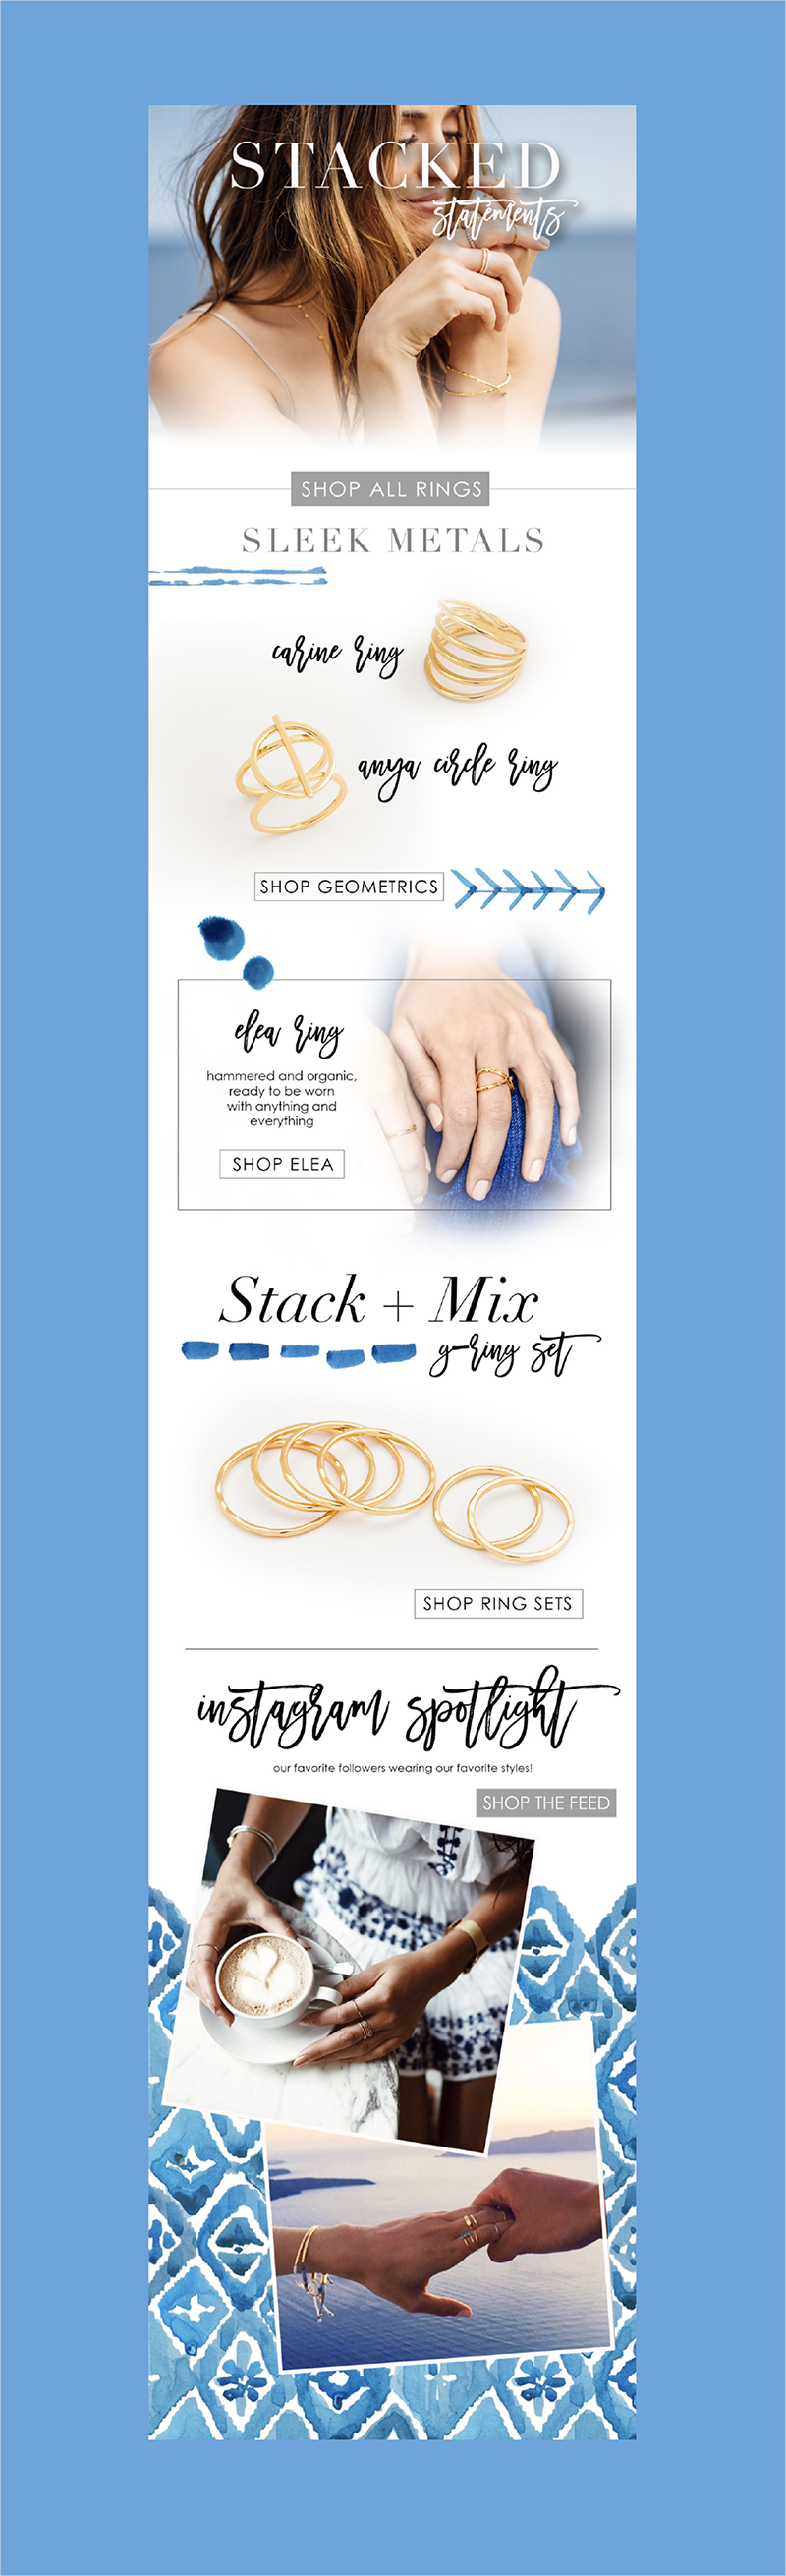 STACKED
statements
SHOP ALL RINGS
SLEEK METALS
carine ring
anya circle ring
SHOP GEOMETRICS
elea ring
hammered and organic,
ready to be worn
with anything and
everything
SHOP ELEA
Stack + Mix
g-ring set
SHOP RING SETS
instagram spotlight
our favorite followers wearing our favorite styles!
SHOP THE FEED